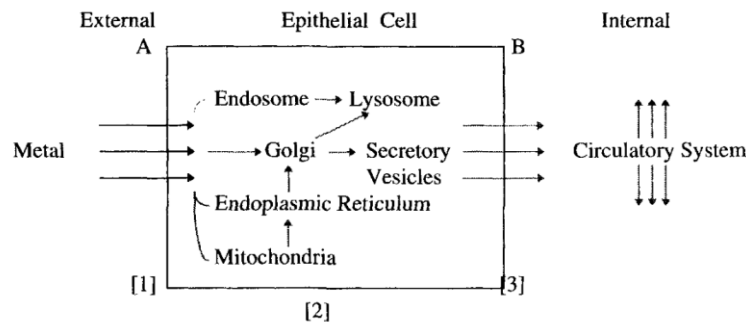 External Epithelial Cell Internal
A B
Endosome Lysosome
Metal Golgi Secretory Circulatory System
Vesicles
Endoplasmic Reticulum
Mitochondria
[1] [3]
[2]